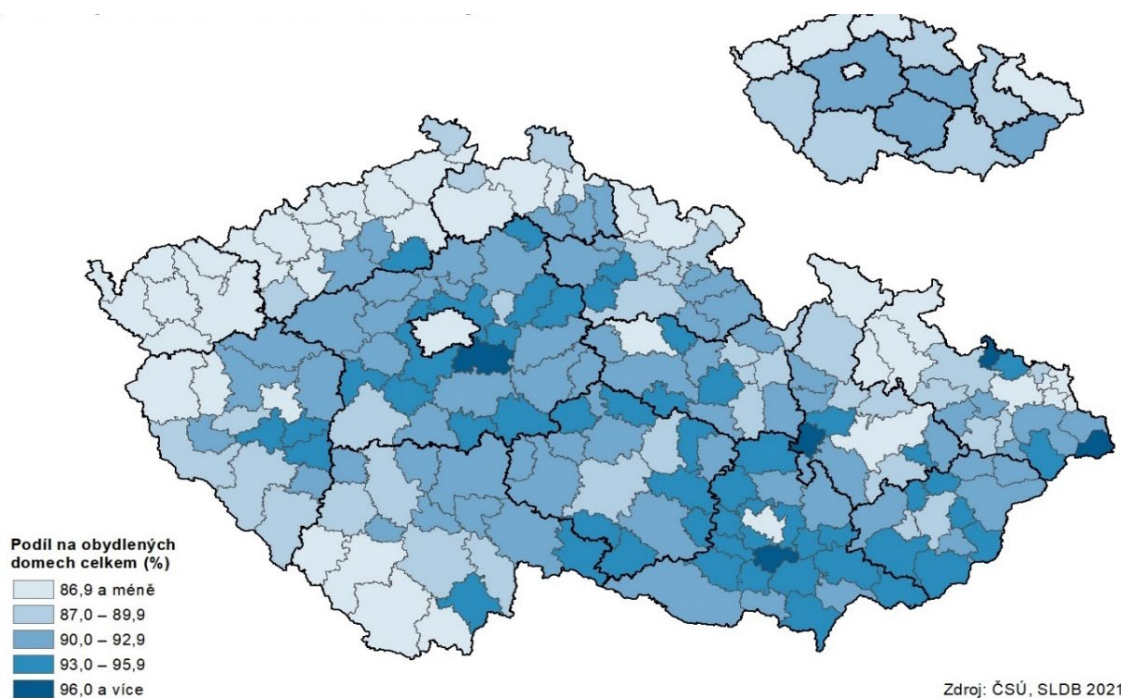 Podíl na obydlených
domech celkem (%)
86,9 a méně
87,0 – 89,9
90,0 – 92,9
93,0 – 95,9
96,0 a více
Zdroj: ČSÚ, SLDB 2021